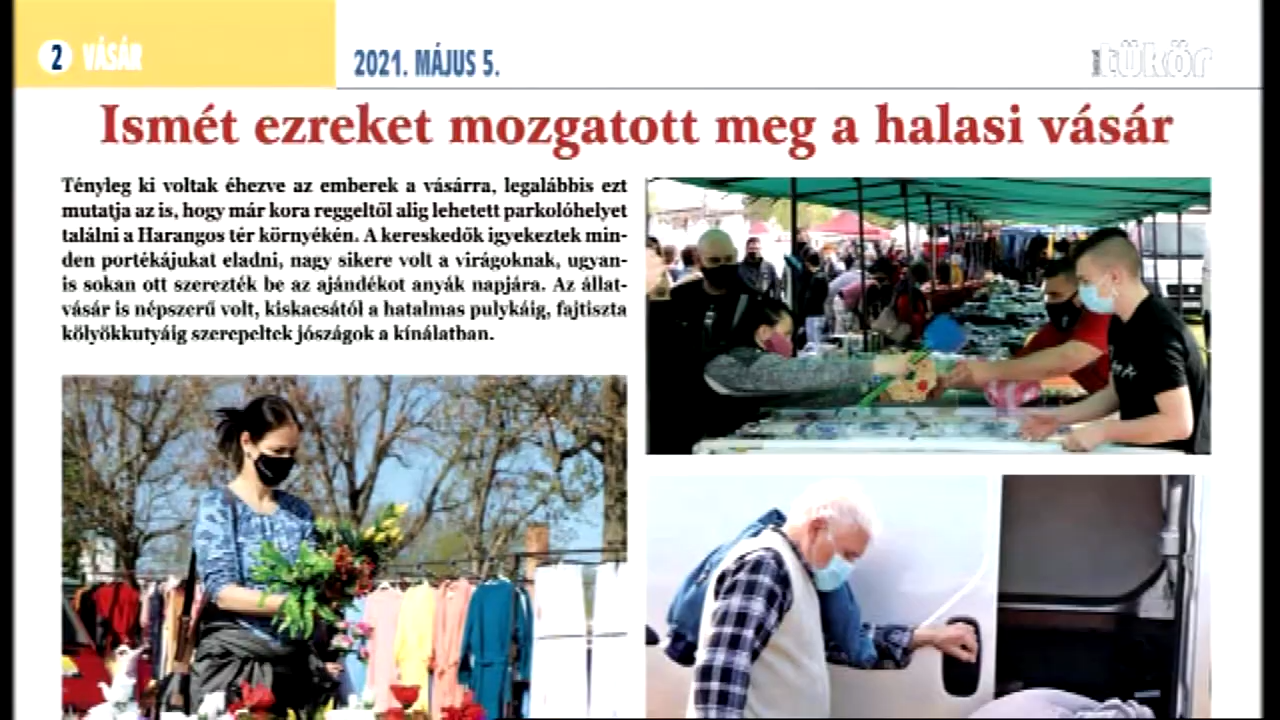 2 VÁSÁR
2021. MÁJUS 5.
tükör
Ismét ezreket mozgatott meg a halasi vásár
Tényleg ki voltak éhezve az emberek a vásárra, legalábbis ezt
mutatja az is, hogy már kora reggeltől alig lehetett parkolóhelyet
találni a Harangos tér környékén. A kereskedők igyekeztek min-
den portékájukat eladni, nagy sikere volt a virágoknak, ugyan-
is sokan ott szerezték be az ajándékot anyák napjára. Az állat-
vásár is népszerű volt, kiskacsától a hatalmas pulykáig, fajtiszta
kölyökkutyáig szerepeltek jószágok a kínálatban.